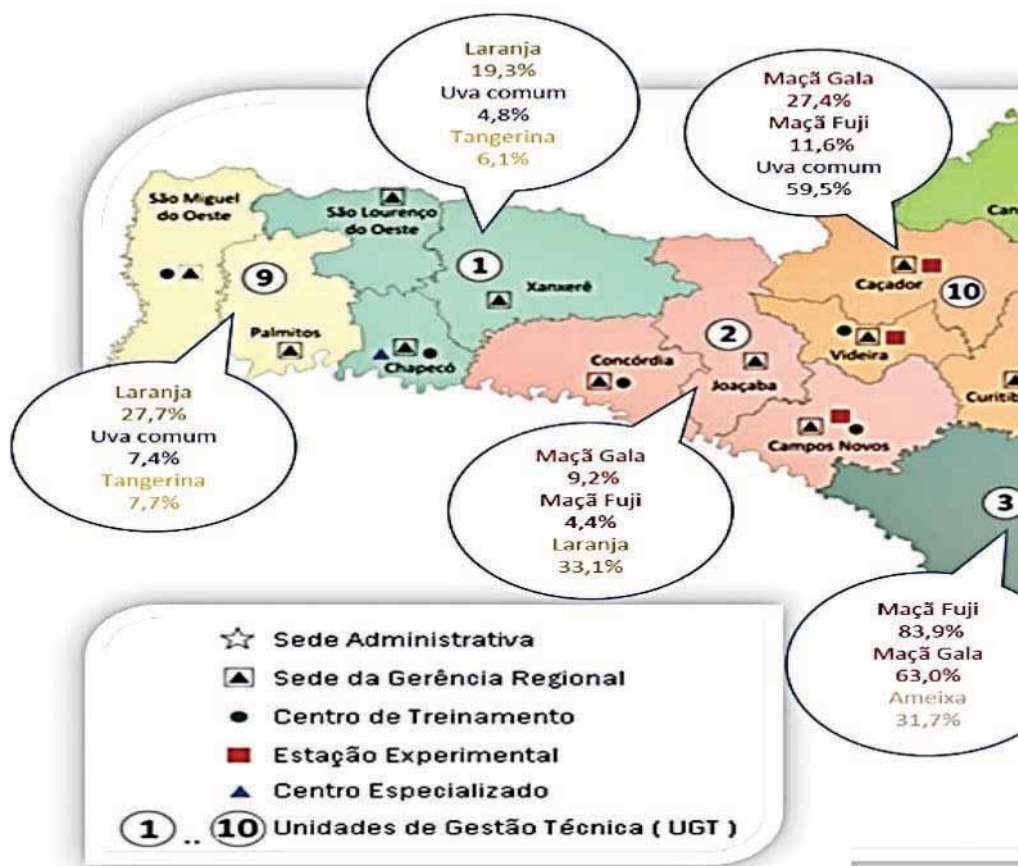 Laranja
19,3%
Uva comum
4,8%
Tangerina
6,1%
Maçã Gala
27,4%
Maçã Fuji
11,6%
Uva comum
59,5%
São Miguel
do Oeste
São Lourenço
do Oeste
9
1
Xanxerê
Caçador
10
Palmitos
Chapecó
Concórdia
2
Joaçaba
Videira
Campos Novos
3
Laranja
27,7%
Uva comum
7,4%
Tangerina
7,7%
Maçã Gala
9,2%
Maçã Fuji
4,4%
Laranja
33,1%
Maçã Fuji
83,9%
Maçã Gala
63,0%
Ameixa
31,7%
Sede Administrativa
Sede da Gerência Regional
Centro de Treinamento
Estação Experimental
Centro Especializado
1 .. 10 Unidades de Gestão Técnica ( UGT )